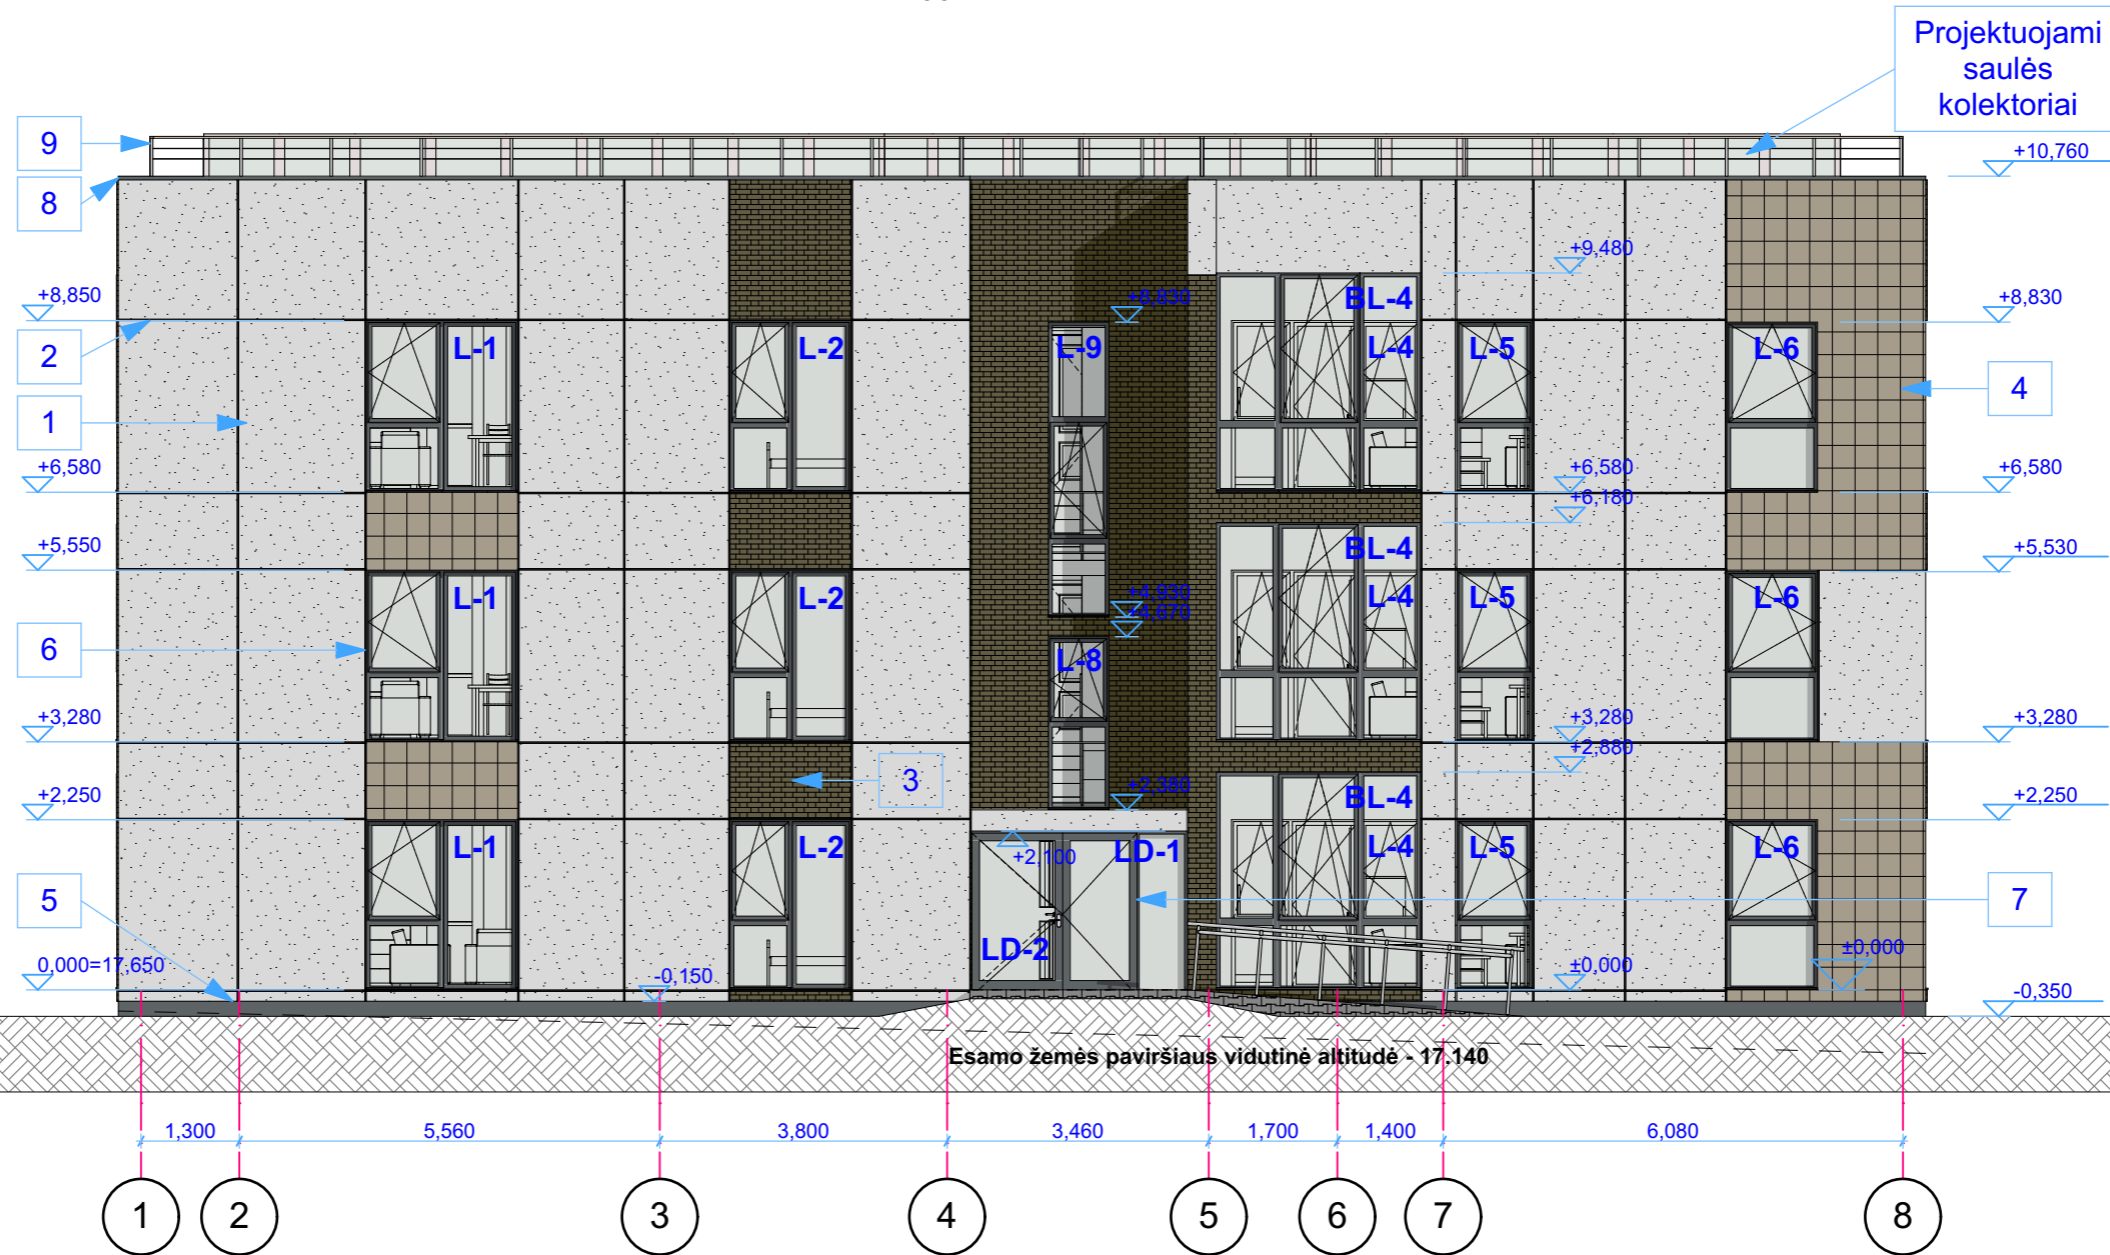 Projektuojami
saulės
kolektoriai
9
+10,760
8
+9,480
+8,850
+8,830
BL-4
+8,830
2
L-1
L-2
L-9
L-4
L-5
L-6
4
1
+6,580
+6,580
+6,580
+6,180
+5,550
BL-4
+5,530
L-1
L-2
+4,930
+4,670
L-4
L-5
L-6
6
L-8
+3,280
+3,280
+3,280
+2,880
3
+2,250
+2,380
BL-4
+2,250
L-1
L-2
+2,100
LD-1
L-4
L-5
L-6
5
7
LD-2
0,000=17,650
-0,150
±0,000
±0,000
-0,350
Esamo žemės paviršiaus vidutinė altitudė - 17.140
1,300
5,560
3,800
3,460
1,700
1,400
6,080
1
2
3
4
5
6
7
8